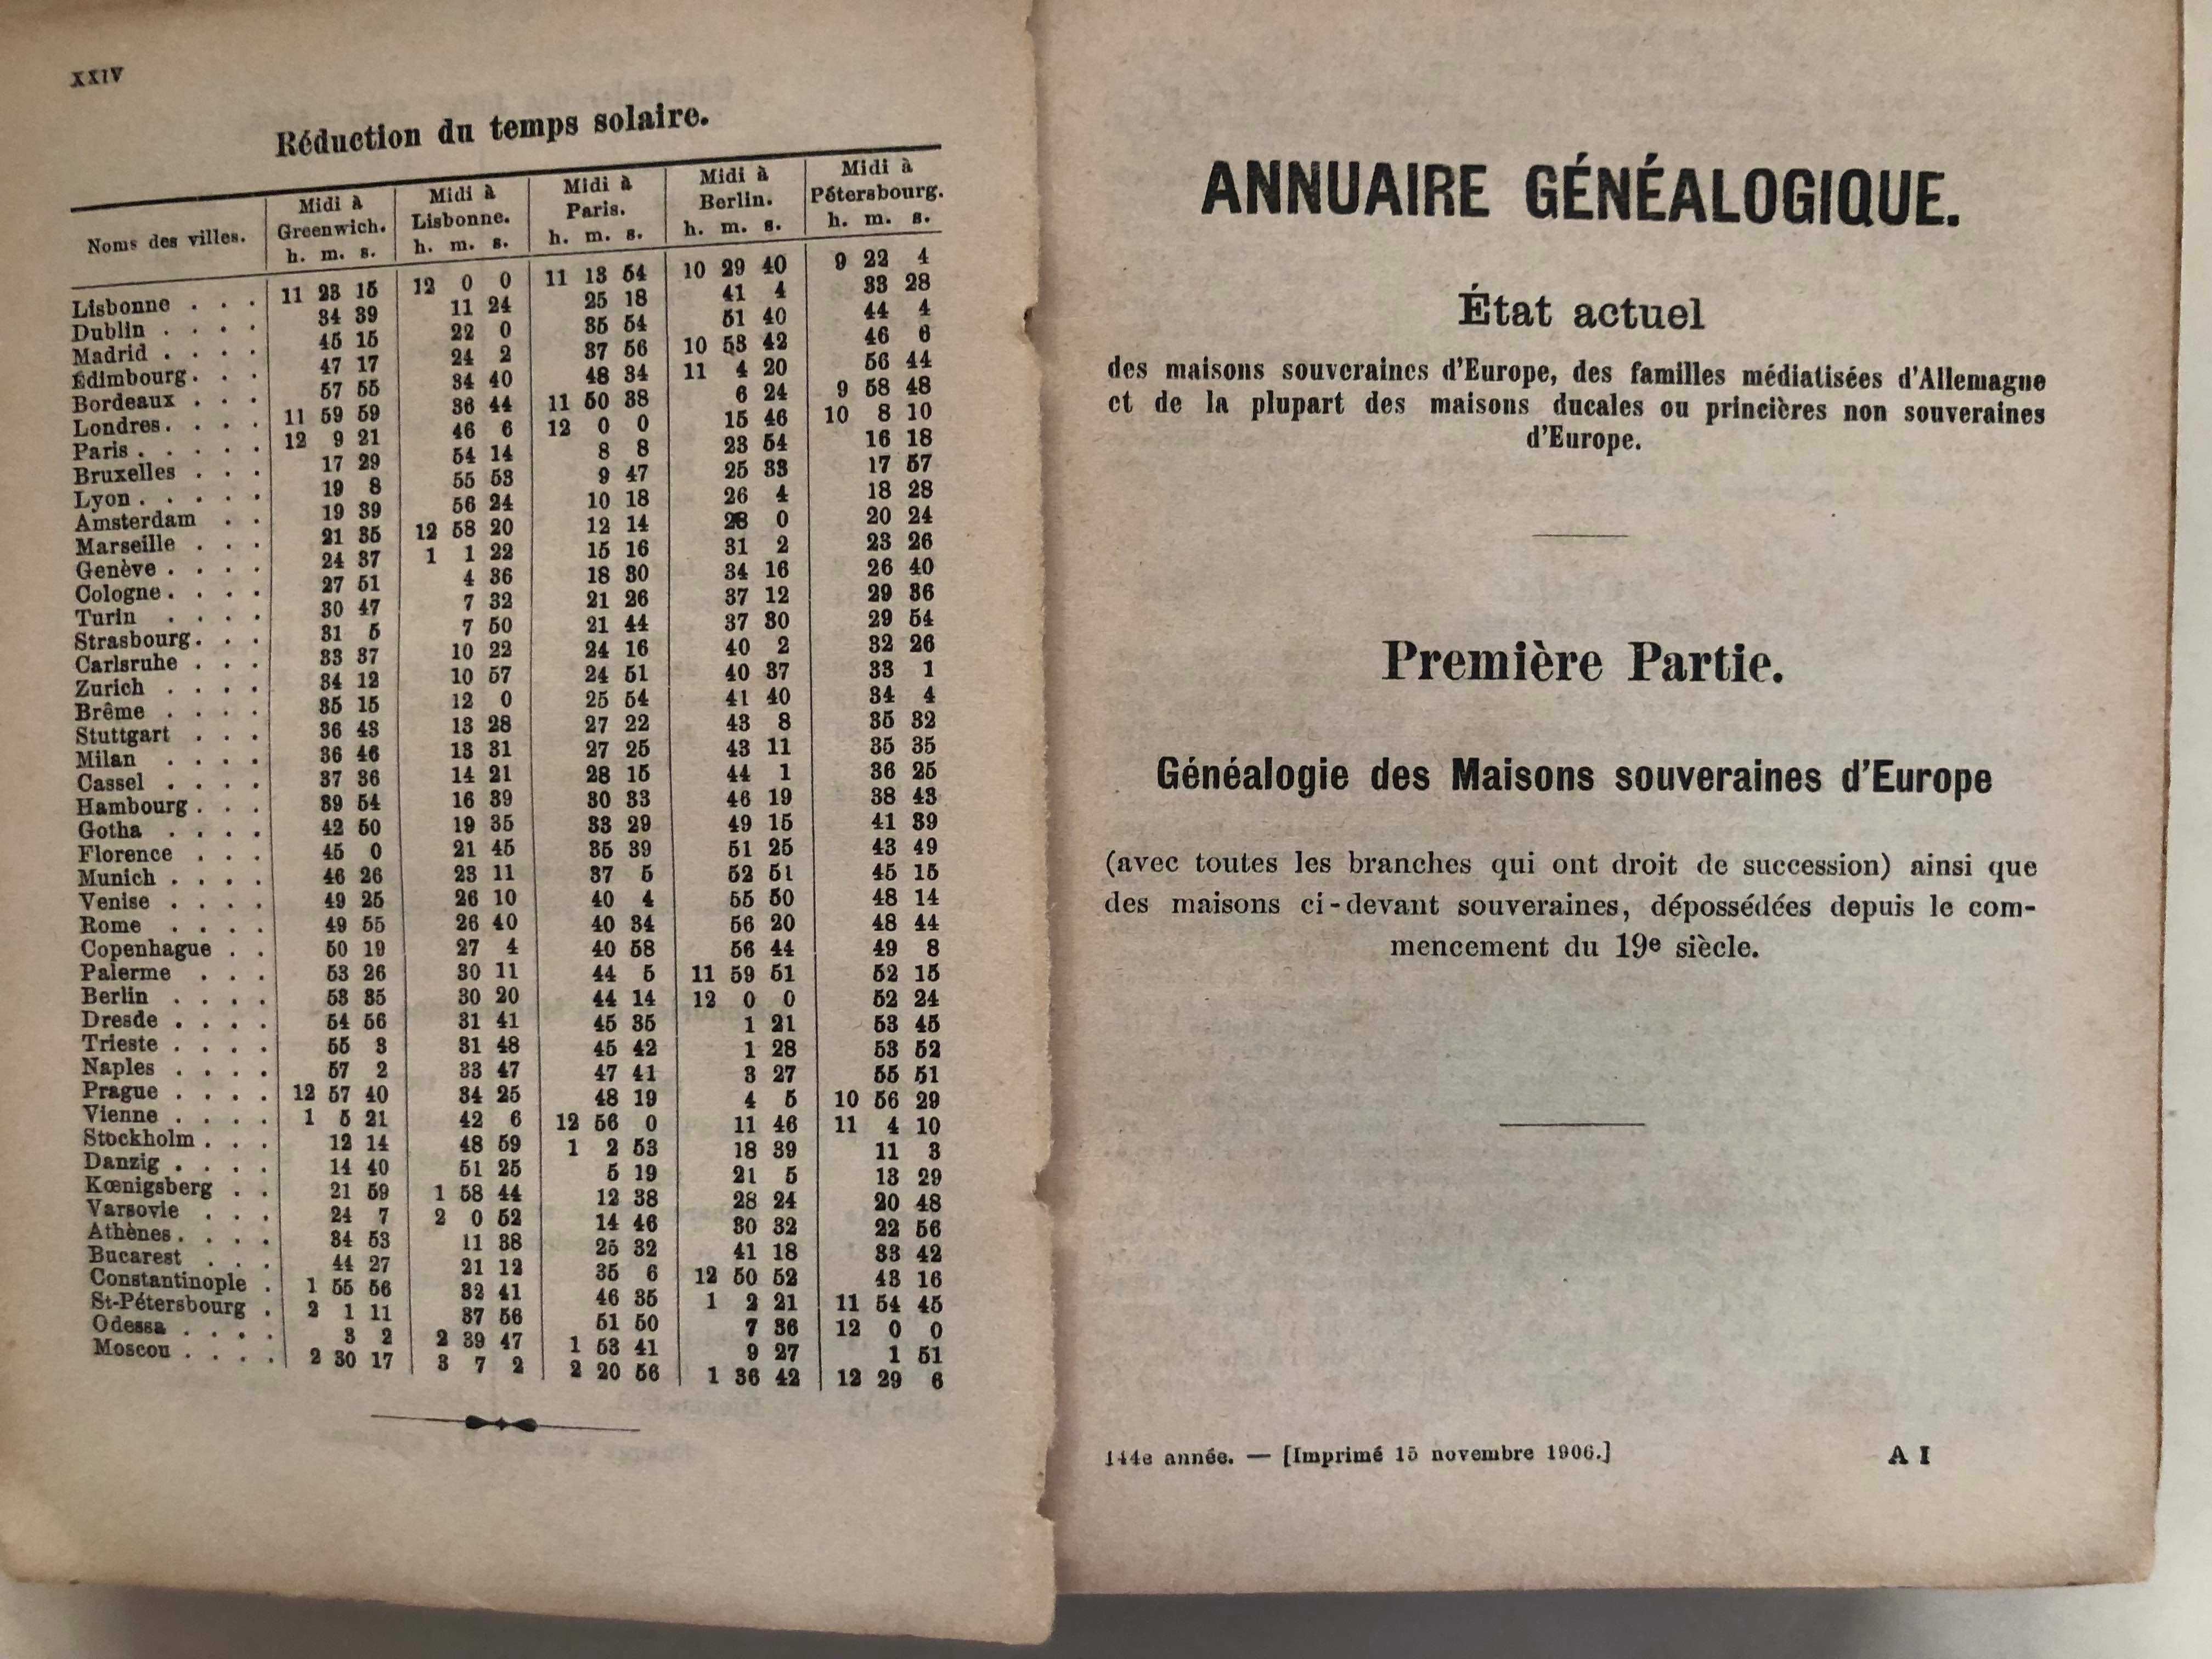 XXIV
Réduction du temps solaire.
Noms des villes. Midi à Greenwich. h. m. s. Midi à Lisbonne. h. m. s. Midi à Paris. h. m. s. Midi à Berlin. h. m. s. Midi à Pétersbourg. h. m. s.
Lisbonne . . . 11 23 15 12 0 0 11 13 54 10 29 40 9 22 4
Dublin . . . . 34 39 11 24 25 18 41 4 33 28
Madrid . . . . 45 15 22 0 35 54 51 40 44 4
Édimbourg . . . 47 17 24 2 37 56 10 53 42 46 6
Bordeaux . . . 57 55 34 40 48 34 11 4 20 56 44
Londres . . . . 11 59 59 36 44 11 50 38 6 24 9 58 48
Paris . . . . . 12 9 21 46 6 12 0 0 15 46 10 8 10
Bruxelles . . . 17 29 54 14 8 8 23 54 16 18
Lyon . . . . . 19 8 55 53 9 47 25 33 17 57
Amsterdam . . 19 39 56 24 10 18 26 4 18 28
Marseille . . . 21 35 12 58 20 12 14 28 0 20 24
Genève . . . . 24 37 1 1 22 15 16 31 2 23 26
Cologne . . . . 27 51 4 36 18 30 34 16 26 40
Turin . . . . 30 47 7 32 21 26 37 12 29 36
Strasbourg . . . 31 5 7 50 21 44 37 30 29 54
Carlsruhe . . . 33 37 10 22 24 16 40 2 32 26
Zurich . . . . 34 12 10 57 24 51 40 37 33 1
Brême . . . . 35 15 12 0 25 54 41 40 34 4
Stuttgart . . . 36 43 13 28 27 22 43 8 35 32
Milan . . . . 36 46 13 31 27 25 43 11 35 35
Cassel . . . . 37 36 14 21 28 15 44 1 36 25
Hambourg . . . 39 54 16 39 30 33 46 19 38 43
Gotha . . . . 42 50 19 35 33 29 49 15 41 39
Florence . . . 45 0 21 45 35 39 51 25 43 49
Munich . . . . 46 26 23 11 37 5 52 51 45 15
Venise . . . . 49 25 26 10 40 4 55 50 48 14
Rome . . . . 49 55 26 40 40 34 56 20 48 44
Copenhague . . 50 19 27 4 40 58 56 44 49 8
Palerme . . . 53 26 30 11 44 5 11 59 51 52 15
Berlin . . . . 53 35 30 20 44 14 12 0 0 52 24
Dresde . . . . 54 56 31 41 45 35 1 21 53 45
Trieste . . . . 55 3 31 48 45 42 1 28 53 52
Naples . . . . 57 2 33 47 47 41 3 27 55 51
Prague . . . . 12 57 40 34 25 48 19 4 5 10 56 29
Vienne . . . . 1 5 21 42 6 12 56 0 11 46 11 4 10
Stockholm . . . 12 14 48 59 1 2 53 18 39 11 3
Danzig . . . . 14 40 51 25 5 19 21 5 13 29
Kœnigsberg . . 21 59 1 58 44 12 38 28 24 20 48
Varsovie . . . 24 7 2 0 52 14 46 30 32 22 56
Athènes . . . . 34 53 11 38 25 32 41 18 33 42
Bucarest . . . 44 27 21 12 35 6 12 50 52 43 16
Constantinople . 1 55 56 32 41 46 35 1 2 21 11 54 45
St-Pétersbourg . 2 1 11 37 56 51 50 7 36 12 0 0
Odessa . . . . 3 2 2 39 47 1 53 41 9 27 1 51
Moscou . . . . 2 30 17 3 7 2 2 20 56 1 36 42 12 29 6
ANNUAIRE GÉNÉALOGIQUE.
État actuel
des maisons souveraines d'Europe, des familles médiatisées d'Allemagne
et de la plupart des maisons ducales ou princières non souveraines
d'Europe.
Première Partie.
Généalogie des Maisons souveraines d'Europe
(avec toutes les branches qui ont droit de succession) ainsi que
des maisons ci-devant souveraines, dépossédées depuis le com-
mencement du 19e siècle.
144e année. — [Imprimé 15 novembre 1906.] A I